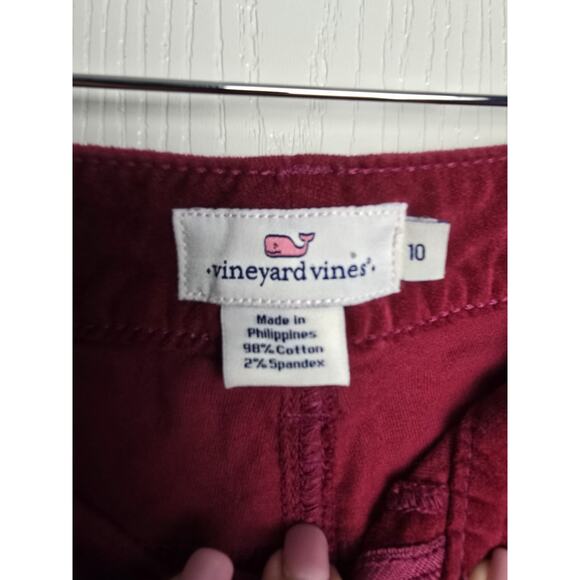 vineyard vines®
10
Made in
Philippines
98% Cotton
2% Spandex